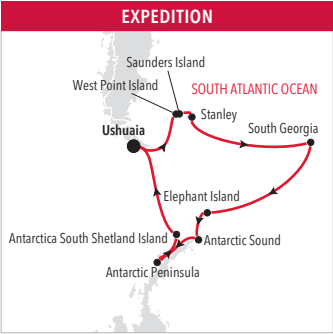 EXPEDITION
Saunders Island
West Point Island
SOUTH ATLANTIC OCEAN
Stanley
Ushuaia
South Georgia
Elephant Island
Antarctica South Shetland Island
Antarctic Sound
Antarctic Peninsula